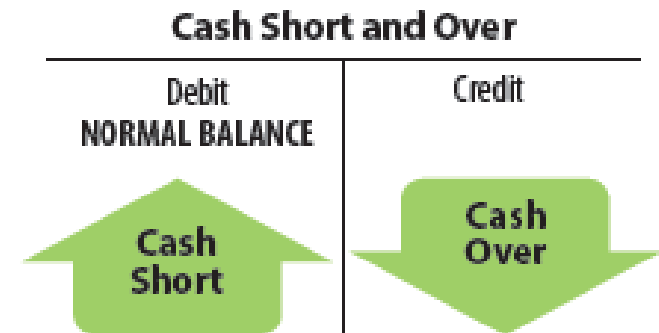 Cash Short and Over
Debit
NORMAL BALANCE
Credit
Cash
Short
Cash
Over